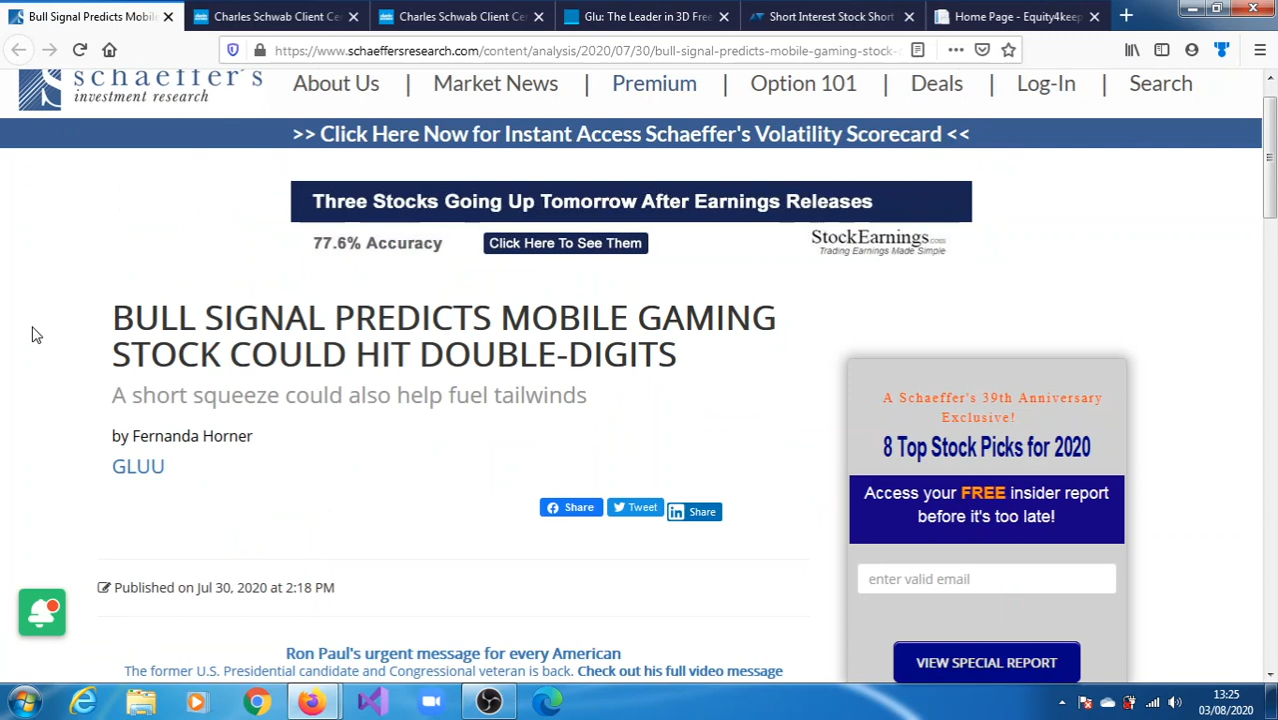 Bull Signal Predicts Mobil
Charles Schwab Client Ce
Charles Schwab Client Ce
Glu: The Leader in 3D Free
Short Interest Stock Short
Home Page - Equity4keep
https://www.schaeffersresearch.com/content/analysis/2020/07/30/bull-signal-predicts-mobile-gaming-stock-c
schaeffer's
investment research
About Us | Market News | Premium | Option 101 | Deals | Log-In | Search
>> Click Here Now for Instant Access Schaeffer's Volatility Scorecard <<
Three Stocks Going Up Tomorrow After Earnings Releases
77.6% Accuracy
Click Here To See Them
StockEarnings.com
Trading Earnings Made Simple
BULL SIGNAL PREDICTS MOBILE GAMING
STOCK COULD HIT DOUBLE-DIGITS
A short squeeze could also help fuel tailwinds
by Fernanda Horner
GLUU
Share
Tweet
Share
Published on Jul 30, 2020 at 2:18 PM
Ron Paul's urgent message for every American
The former U.S. Presidential candidate and Congressional veteran is back. Check out his full video message
A Schaeffer's 39th Anniversary
Exclusive!
8 Top Stock Picks for 2020
Access your FREE insider report
before it's too late!
enter valid email
VIEW SPECIAL REPORT
13:25
03/08/2020